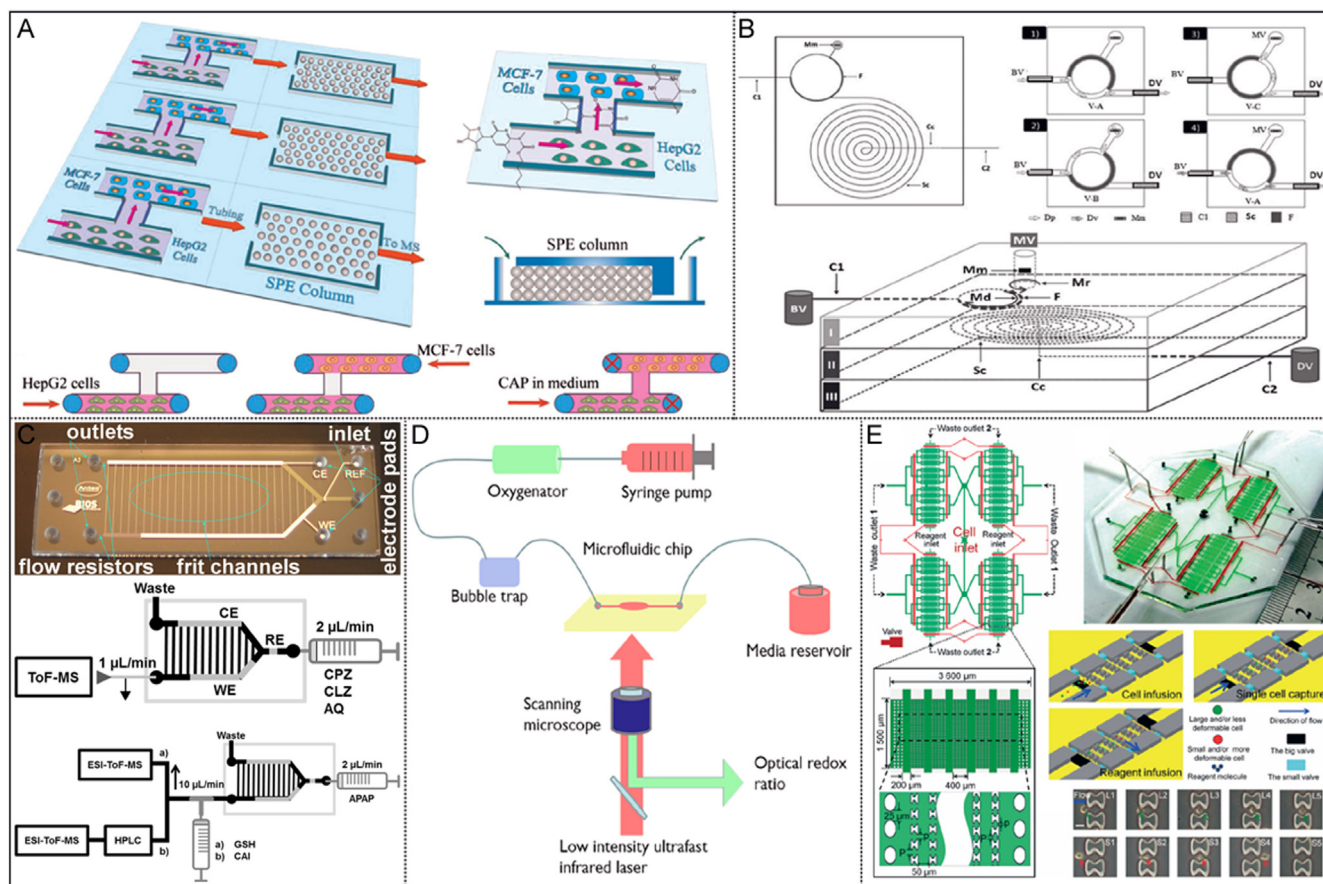 A
MCF-7
Cells
HepG2
Cells
MCF-7
Cells
HepG2
Cells
Tubing
To MS
SPE Column
SPE column
HepG2 cells
MCF-7 cells
CAP in medium
B
Mm
C1
F
Cc
C2
Sc
1)
BV
DV
V-A
3)
MV
BV
DV
V-C
2)
BV
DV
V-B
4)
MV
BV
DV
V-A
Dp
Dv
Mm
C1
Sc
F
MV
C1
Mm
Mr
BV
Md
F
I
II
III
Sc
Cc
C2
DV
C
outlets
inlet
electrode pads
CE
REF
WE
BIOS
flow resistors
frit channels
Waste
CE
2 µL/min
RE
1 µL/min
ToF-MS
WE
CPZ
CLZ
AQ
Waste
ESI-ToF-MS
a)
10 µL/min
2 µL/min
APAP
ESI-ToF-MS
HPLC
b)
a) GSH
b) CAI
D
Oxygenator
Syringe pump
Microfluidic chip
Bubble trap
Media reservoir
Scanning
microscope
Optical redox
ratio
Low intensity ultrafast
infrared laser
E
Waste outlet 2
Waste outlet 1
Reagent
inlet
Cell
inlet
Reagent
inlet
Waste Outlet 1
Valve
Waste outlet 2
3 600 µm
1 500 µm
200 µm
400 µm
25 µm
P
P
P
50 µm
Cell infusion
Single cell capture
Reagent infusion
Large and/or less
deformable cell
Direction of flow
Small and/or more
deformable cell
The big valve
Reagent molecule
The small valve
Flow
L1
L2
L3
L4
L5
S1
S2
S3
S4
S5